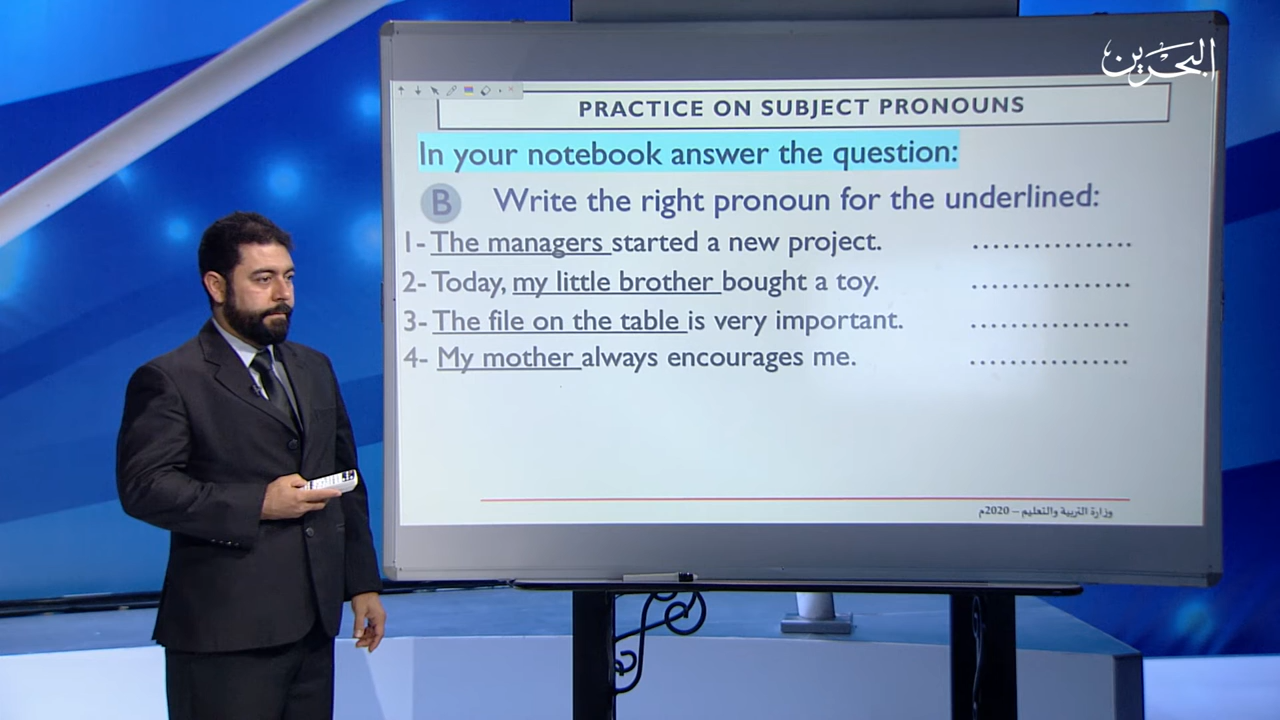 البحرين
PRACTICE ON SUBJECT PRONOUNS
In your notebook answer the question:
B Write the right pronoun for the underlined:
1- The managers started a new project. ................
2- Today, my little brother bought a toy. ................
3- The file on the table is very important. ................
4- My mother always encourages me. ................
وزارة التربية والتعليم – 2020م